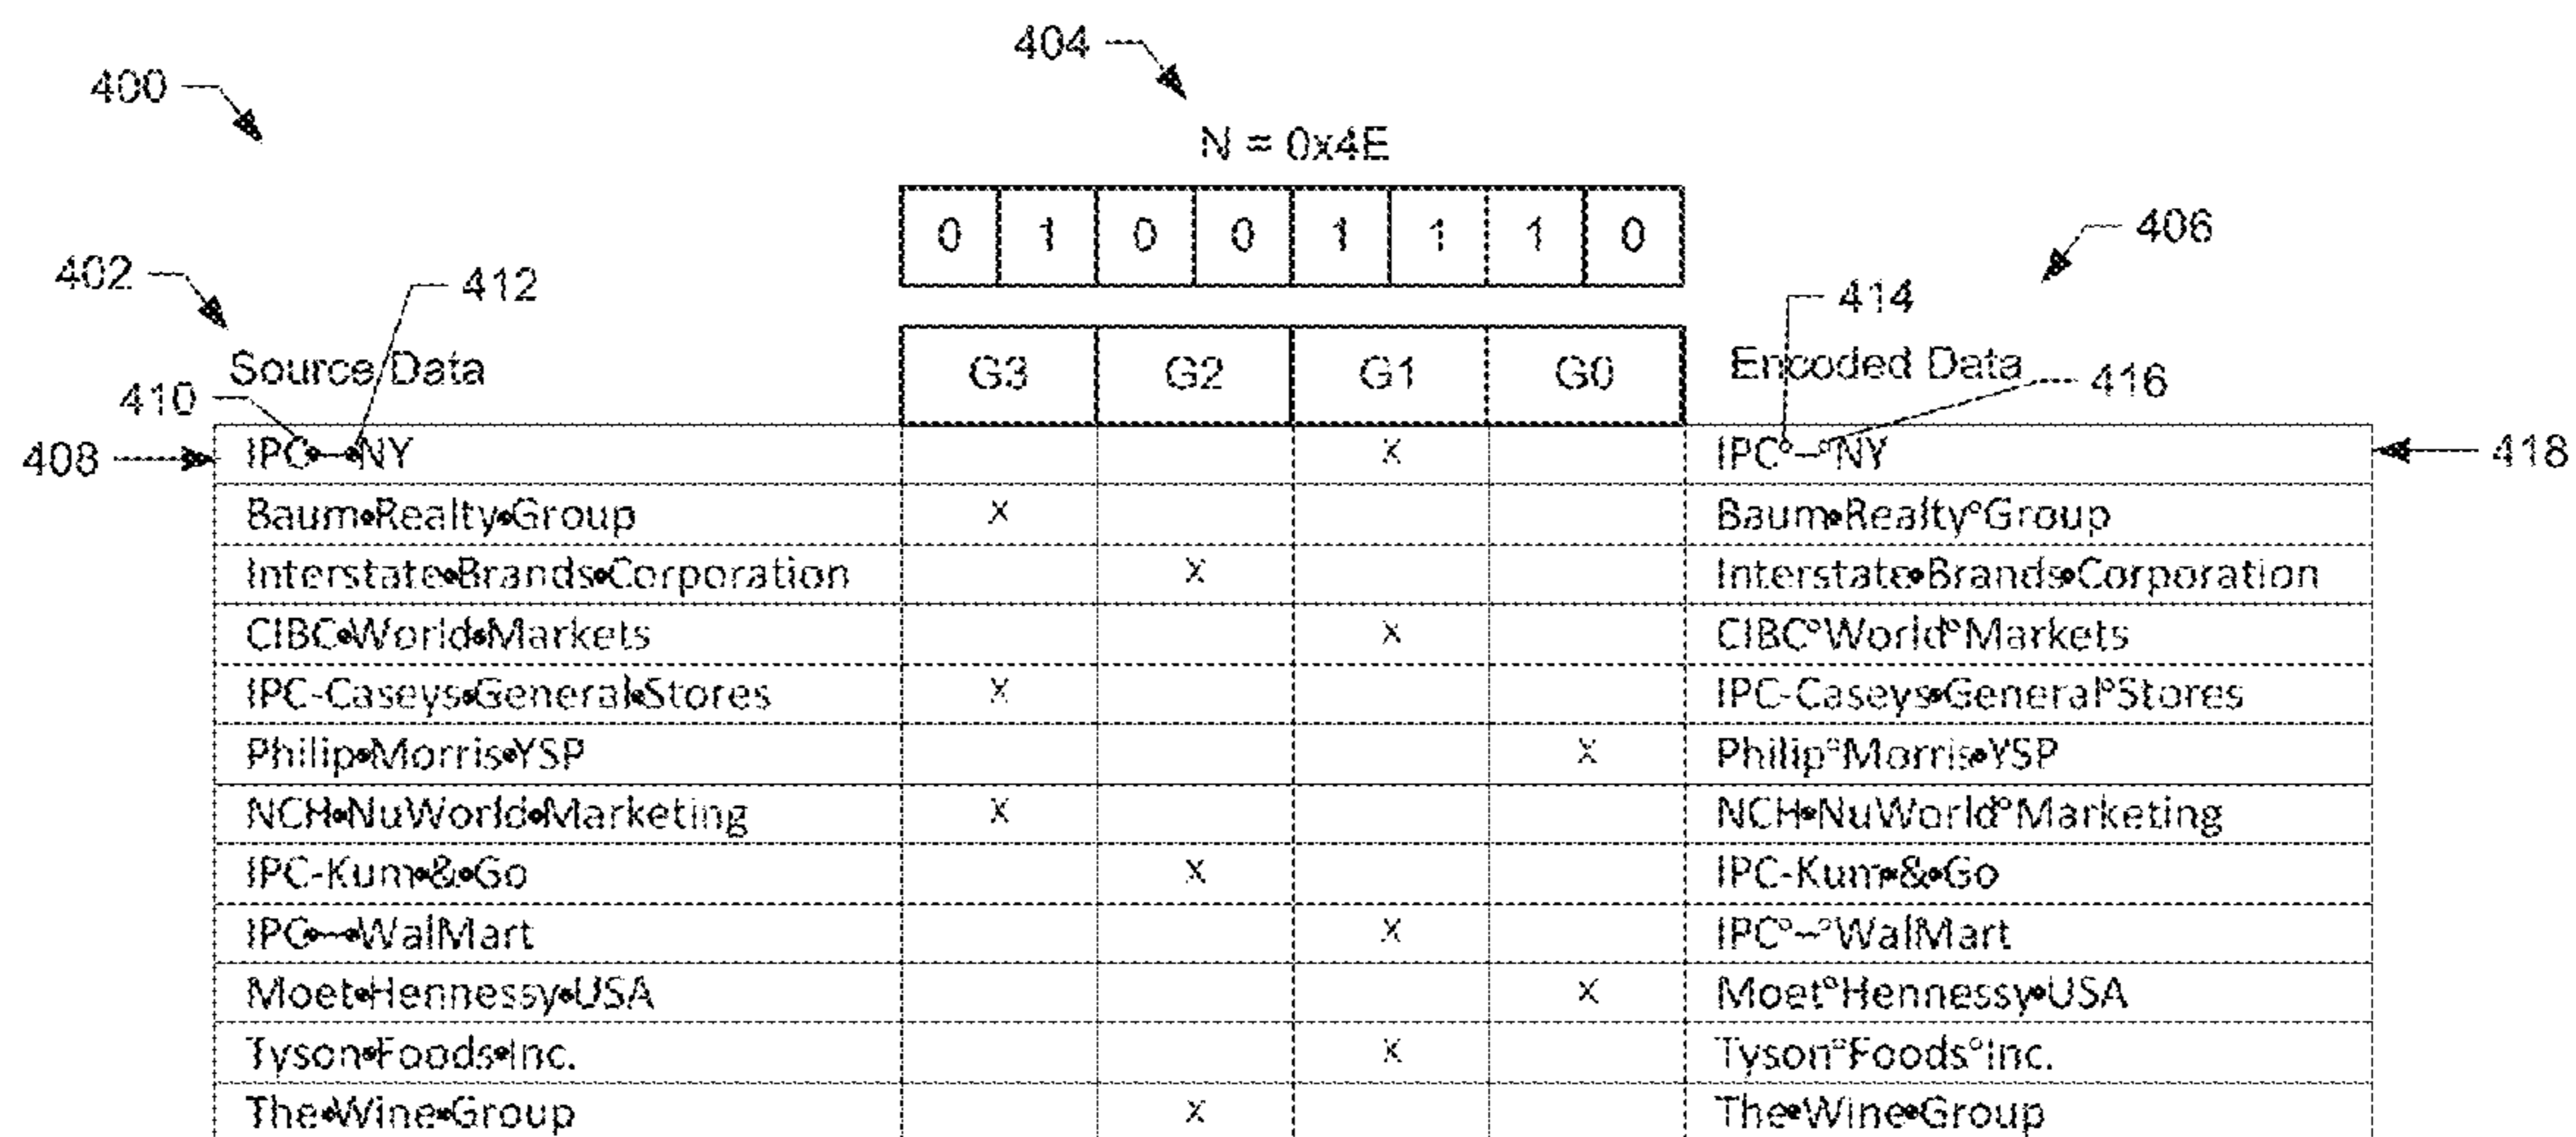 404
400
N = 0x4E
0 1 0 0 1 1 1 0
406
402
412
414
Source Data
G3 G2 G1 G0
Encoded Data
416
410
408
IPC•–•NY X IPC°–°NY
418
Baum•Realty•Group X Baum•Realty°Group
Interstate•Brands•Corporation X Interstate•Brands•Corporation
CIBC•World•Markets X CIBC°World°Markets
IPC-Caseys•General•Stores X IPC-Caseys•General°Stores
Philip•Morris•YSP X Philip°Morris•YSP
NCH•NuWorld•Marketing X NCH•NuWorld°Marketing
IPC-Kum•&•Go X IPC-Kum•&•Go
IPC•–•WalMart X IPC°–°WalMart
Moet•Hennessy•USA X Moet°Hennessy•USA
Tyson•Foods•Inc. X Tyson°Foods°Inc.
The•Wine•Group X The•Wine•Group